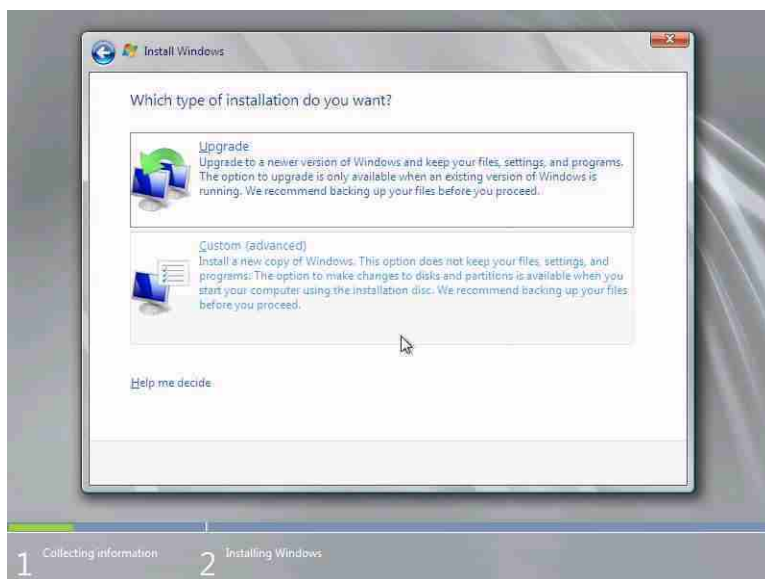 Install Windows
Which type of installation do you want?
Upgrade
Upgrade to a newer version of Windows and keep your files, settings, and programs.
The option to upgrade is only available when an existing version of Windows is
running. We recommend backing up your files before you proceed.
Custom (advanced)
Install a new copy of Windows. This option does not keep your files, settings, and
programs. The option to make changes to disks and partitions is available when you
start your computer using the installation disc. We recommend backing up your files
before you proceed.
Help me decide
1 Collecting information
2 Installing Windows